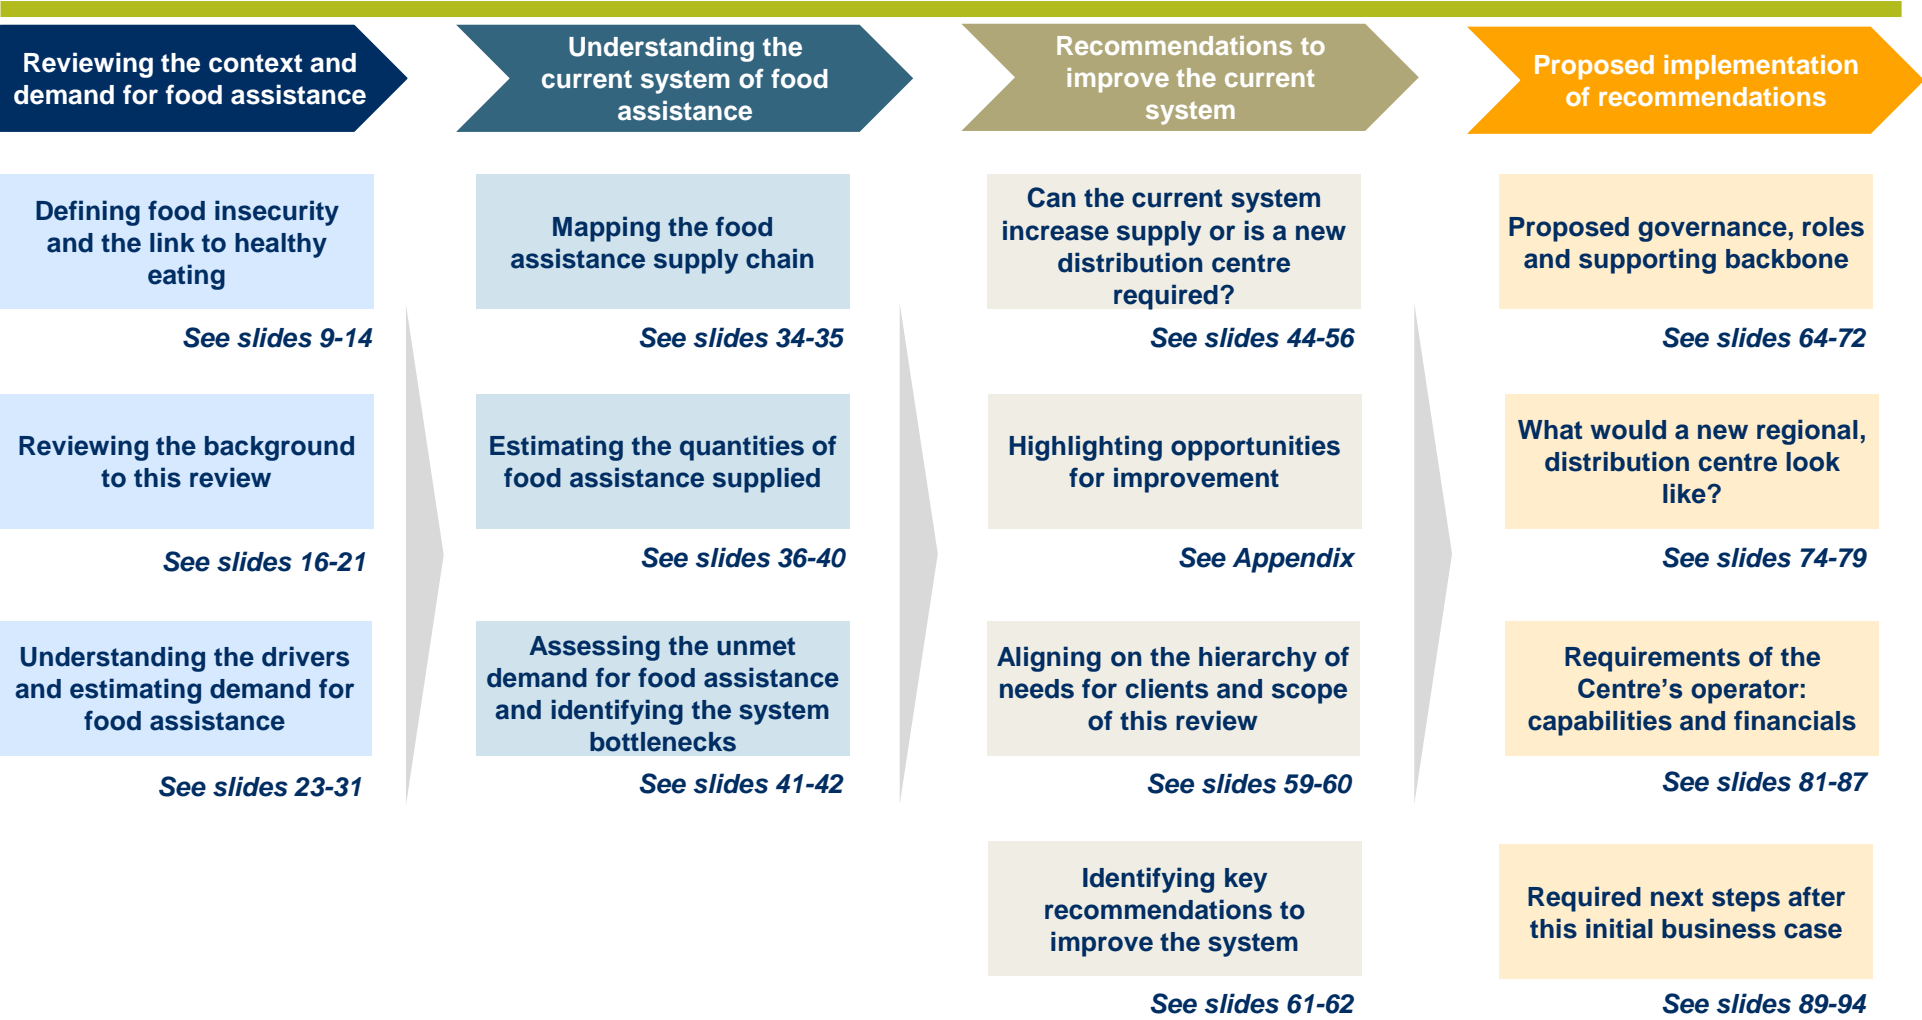 Reviewing the context and
demand for food assistance
Understanding the
current system of food
assistance
Recommendations to
improve the current
system
Proposed implementation
of recommendations
Defining food insecurity
and the link to healthy
eating
See slides 9-14
Reviewing the background
to this review
See slides 16-21
Understanding the drivers
and estimating demand for
food assistance
See slides 23-31
Mapping the food
assistance supply chain
See slides 34-35
Estimating the quantities of
food assistance supplied
See slides 36-40
Assessing the unmet
demand for food assistance
and identifying the system
bottlenecks
See slides 41-42
Can the current system
increase supply or is a new
distribution centre
required?
See slides 44-56
Highlighting opportunities
for improvement
See Appendix
Aligning on the hierarchy of
needs for clients and scope
of this review
See slides 59-60
Identifying key
recommendations to
improve the system
See slides 61-62
Proposed governance, roles
and supporting backbone
See slides 64-72
What would a new regional,
distribution centre look
like?
See slides 74-79
Requirements of the
Centre’s operator:
capabilities and financials
See slides 81-87
Required next steps after
this initial business case
See slides 89-94